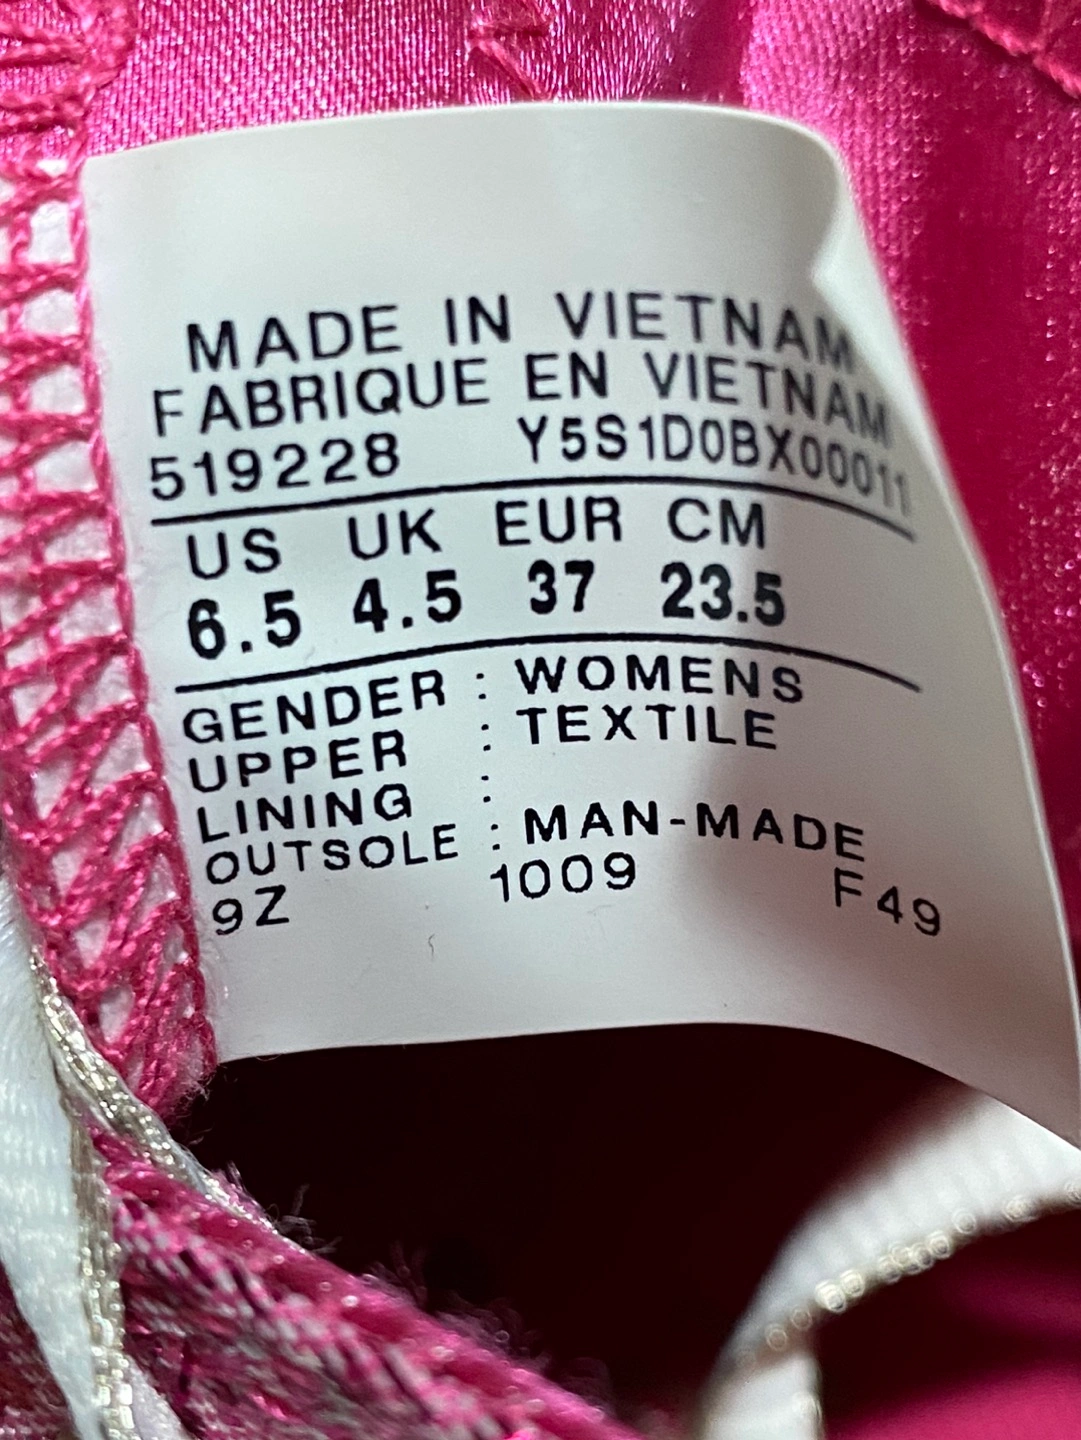 MADE IN VIETNAM
FABRIQUE EN VIETNAM
519228 Y5S1D0BX00011
US UK EUR CM
6.5 4.5 37 23.5
GENDER : WOMENS
UPPER : TEXTILE
LINING :
OUTSOLE : MAN-MADE
9Z 1009 F49